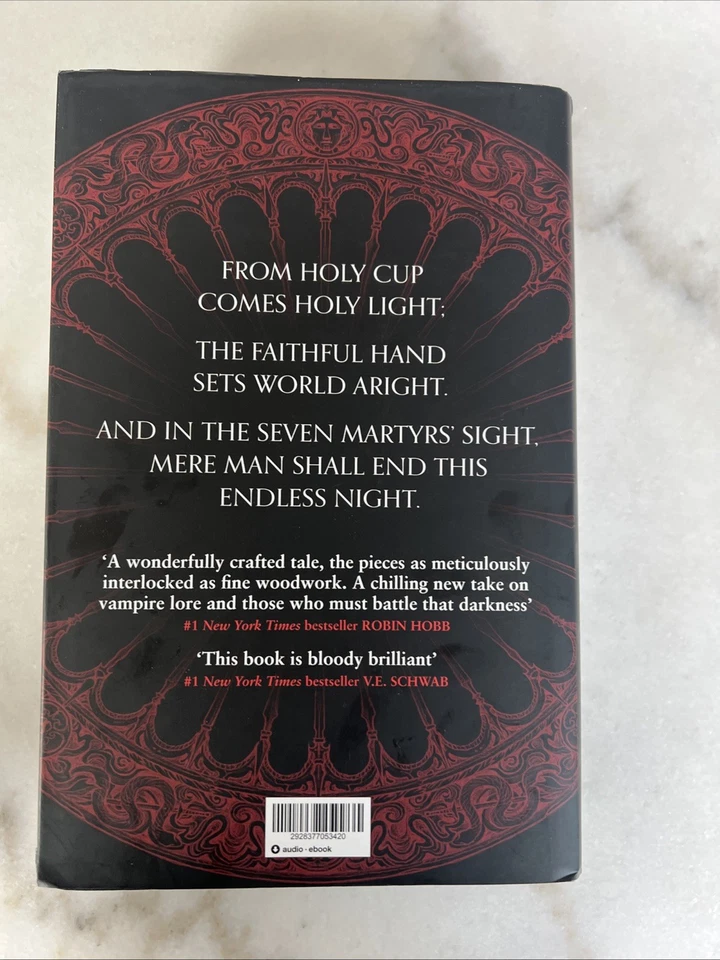 FROM HOLY CUP
COMES HOLY LIGHT;
THE FAITHFUL HAND
SETS WORLD ARIGHT.
AND IN THE SEVEN MARTYRS’ SIGHT,
MERE MAN SHALL END THIS
ENDLESS NIGHT.
‘A wonderfully crafted tale, the pieces as meticulously
interlocked as fine woodwork. A chilling new take on
vampire lore and those who must battle that darkness’
#1 New York Times bestseller ROBIN HOBB
‘This book is bloody brilliant’
#1 New York Times bestseller V.E. SCHWAB
2928377053420
audio • ebook